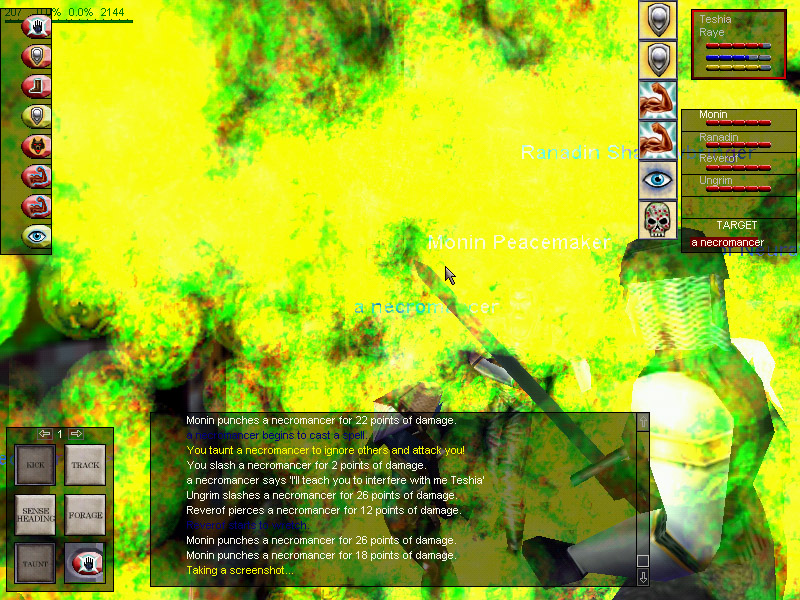 207 0.0% 2144
Teshia
Raye
Monin
Ranadin
Reverof
Ungrim
TARGET
a necromancer
Ranadin
Monin Peacemaker
a necromancer
Monin punches a necromancer for 22 points of damage.
a necromancer begins to cast a spell.
You taunt a necromancer to ignore others and attack you!
You slash a necromancer for 2 points of damage.
a necromancer says 'I'll teach you to interfere with me Teshia'
Ungrim slashes a necromancer for 26 points of damage.
Reverof pierces a necromancer for 12 points of damage.
Monin punches a necromancer for 26 points of damage.
Monin punches a necromancer for 18 points of damage.
Taking a screenshot...
1
KICK TRACK
SENSE HEADING FORAGE
TAUNT